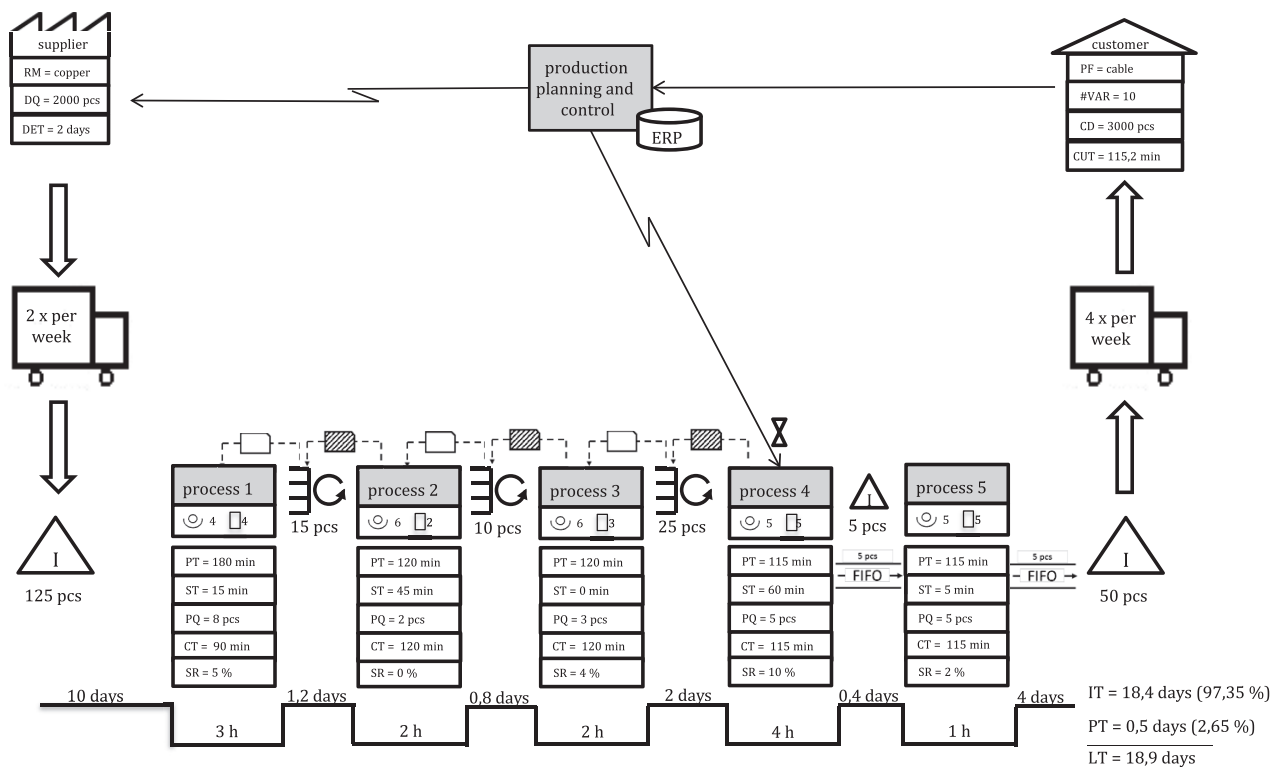 supplier
RM = copper
DQ = 2000 pcs
DET = 2 days
production
planning and
control
ERP
customer
PF = cable
#VAR = 10
CD = 3000 pcs
CUT = 115,2 min
2 x per
week
4 x per
week
I
125 pcs
process 1
4 4
PT = 180 min
ST = 15 min
PQ = 8 pcs
CT = 90 min
SR = 5 %
15 pcs
process 2
6 2
PT = 120 min
ST = 45 min
PQ = 2 pcs
CT = 120 min
SR = 0 %
10 pcs
process 3
6 3
PT = 120 min
ST = 0 min
PQ = 3 pcs
CT = 120 min
SR = 4 %
25 pcs
process 4
5 5
PT = 115 min
ST = 60 min
PQ = 5 pcs
CT = 115 min
SR = 10 %
I
5 pcs
5 pcs
FIFO
process 5
5 5
PT = 115 min
ST = 5 min
PQ = 5 pcs
CT = 115 min
SR = 2 %
5 pcs
FIFO
I
50 pcs
10 days
3 h
1,2 days
2 h
0,8 days
2 h
2 days
4 h
0,4 days
1 h
4 days
IT = 18,4 days (97,35 %)
PT = 0,5 days (2,65 %)
LT = 18,9 days